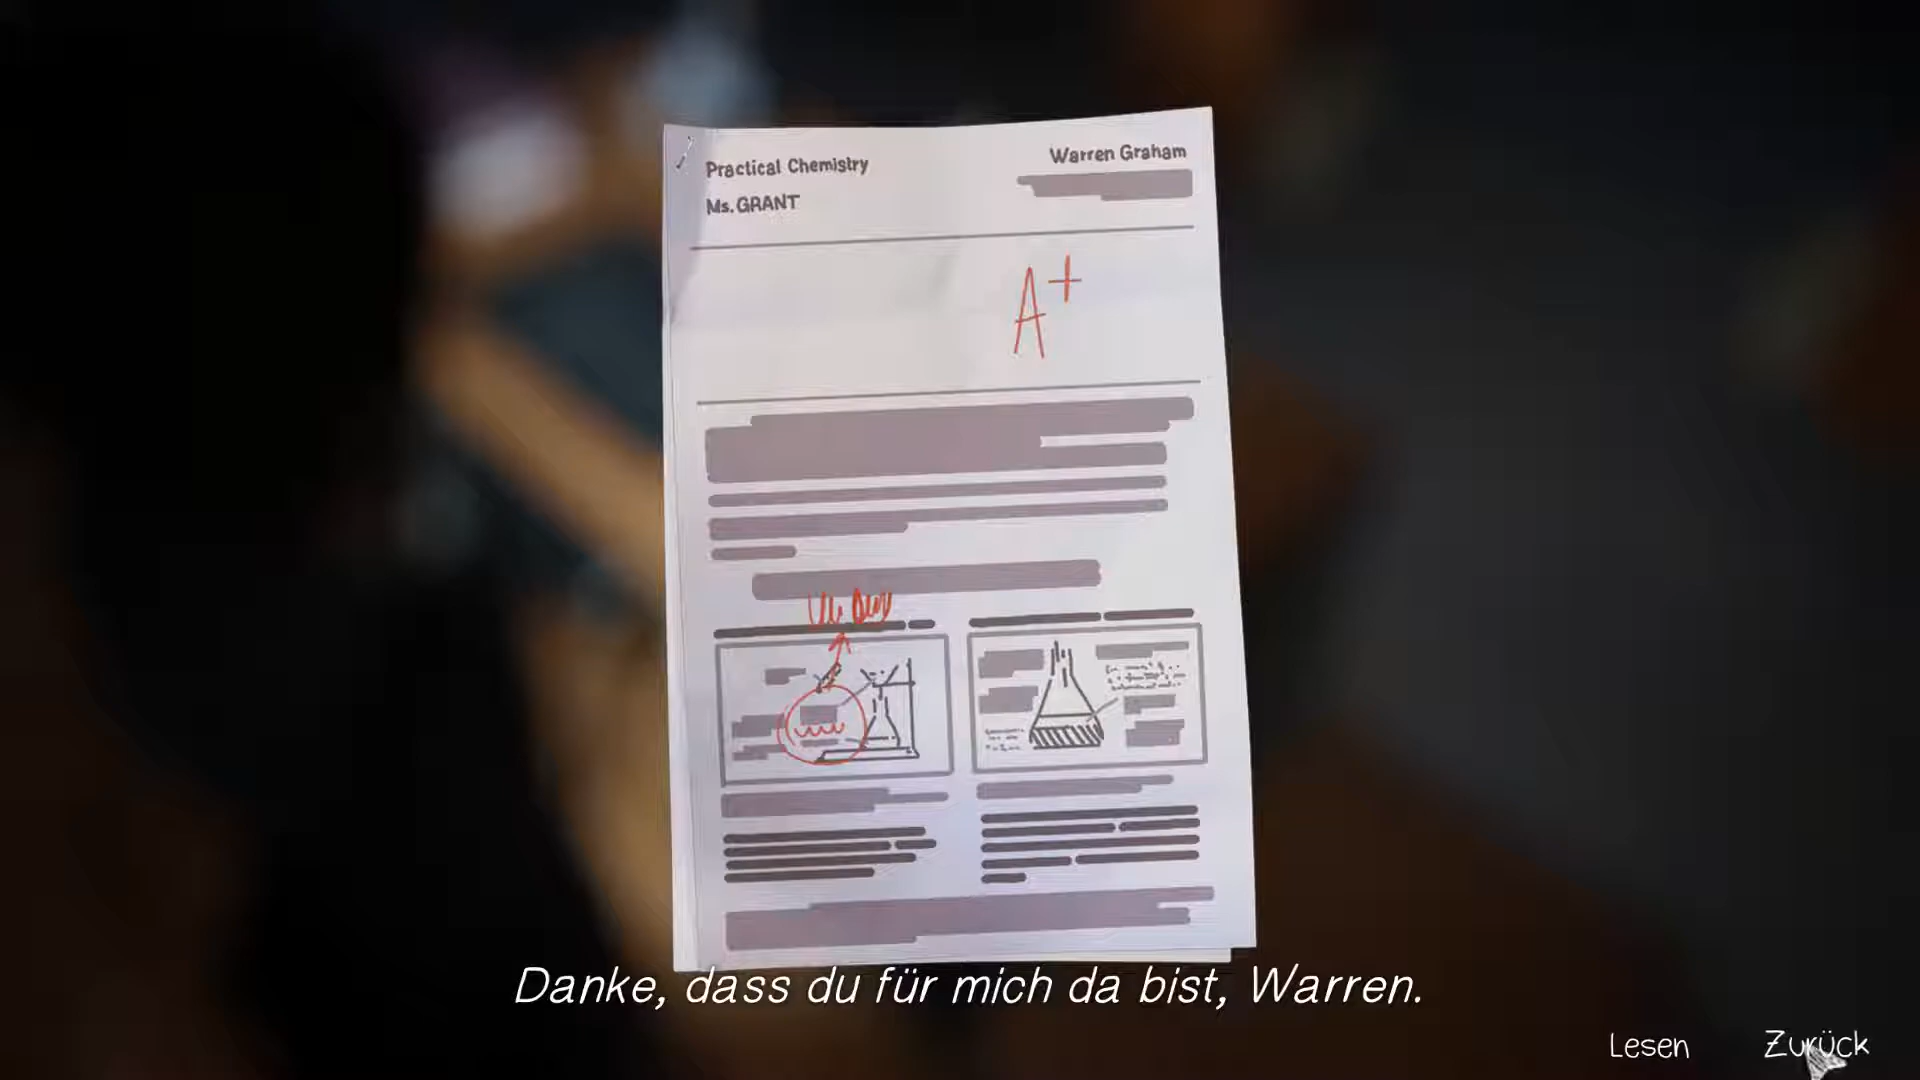 Practical Chemistry
Warren Graham
Ms. GRANT
A+
Danke, dass du für mich da bist, Warren.
Lesen
Zurück